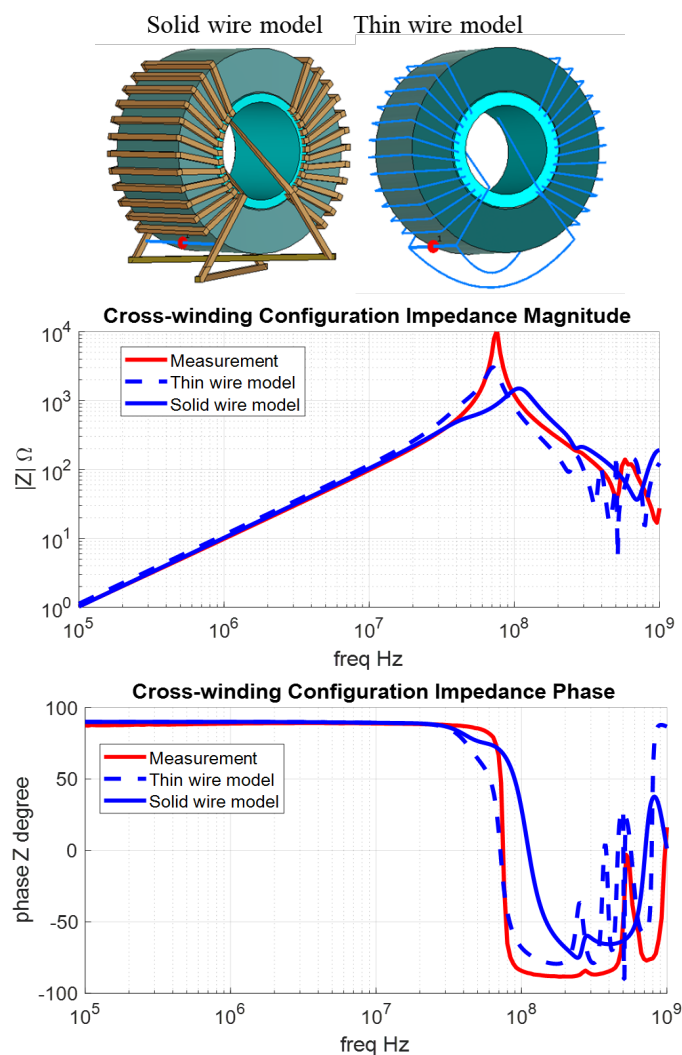 Solid wire model Thin wire model
1
1
Cross-winding Configuration Impedance Magnitude
10^4
10^3
10^2
10^1
10^0
|Z| Ω
Measurement
Thin wire model
Solid wire model
10^5 10^6 10^7 10^8 10^9
freq Hz
Cross-winding Configuration Impedance Phase
100
50
0
-50
-100
phase Z degree
Measurement
Thin wire model
Solid wire model
10^5 10^6 10^7 10^8 10^9
freq Hz